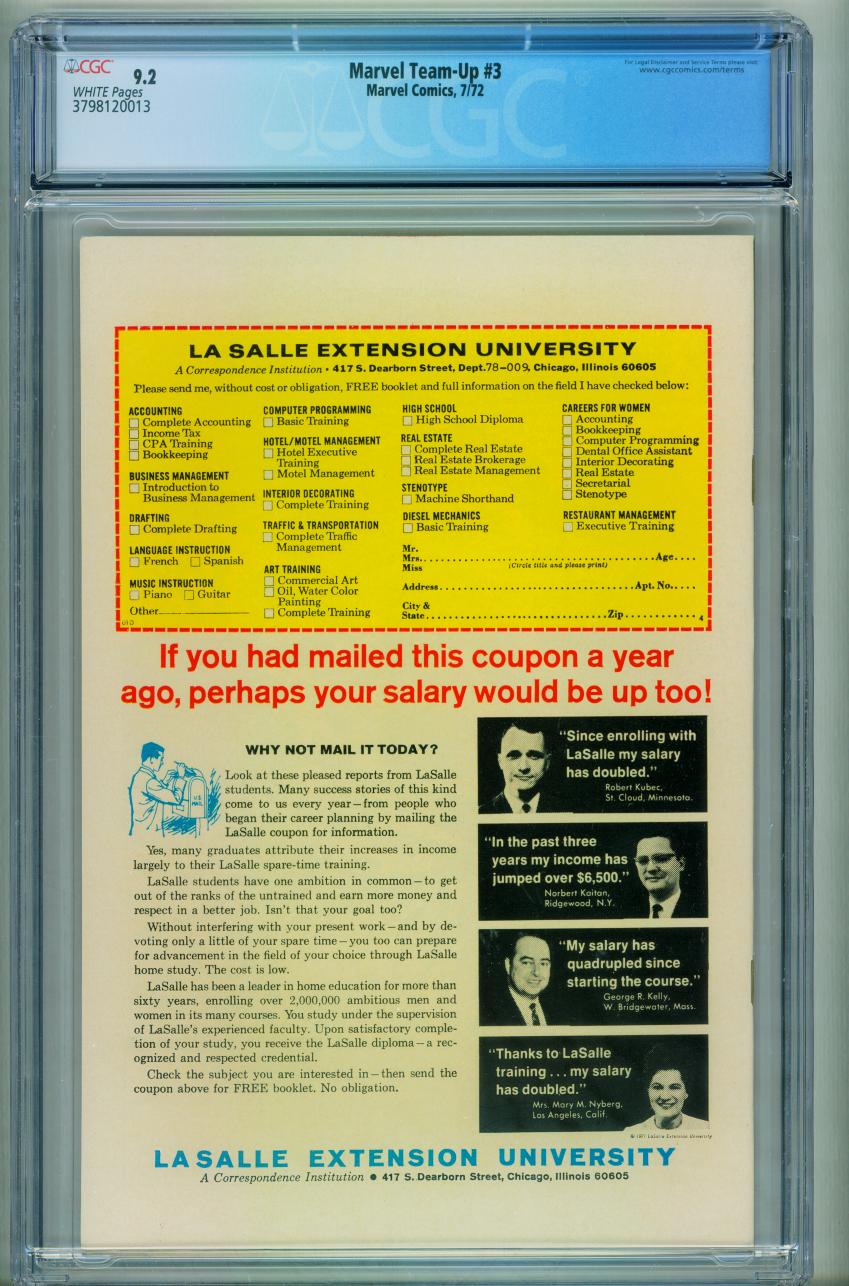 CGC
9.2
WHITE Pages
3798120013
Marvel Team-Up #3
Marvel Comics, 7/72
For Legal Disclaimer and Service Terms please visit:
www.cgccomics.com/terms
CGC
LA SALLE EXTENSION UNIVERSITY
A Correspondence Institution • 417 S. Dearborn Street, Dept.78-009, Chicago, Illinois 60605
Please send me, without cost or obligation, FREE booklet and full information on the field I have checked below:
ACCOUNTING
Complete Accounting
Income Tax
CPA Training
Bookkeeping
BUSINESS MANAGEMENT
Introduction to
Business Management
DRAFTING
Complete Drafting
LANGUAGE INSTRUCTION
French Spanish
MUSIC INSTRUCTION
Piano Guitar
Other
010
COMPUTER PROGRAMMING
Basic Training
HOTEL/MOTEL MANAGEMENT
Hotel Executive
Training
Motel Management
INTERIOR DECORATING
Complete Training
TRAFFIC & TRANSPORTATION
Complete Traffic
Management
ART TRAINING
Commercial Art
Oil, Water Color
Painting
Complete Training
HIGH SCHOOL
High School Diploma
REAL ESTATE
Complete Real Estate
Real Estate Brokerage
Real Estate Management
STENOTYPE
Machine Shorthand
DIESEL MECHANICS
Basic Training
CAREERS FOR WOMEN
Accounting
Bookkeeping
Computer Programming
Dental Office Assistant
Interior Decorating
Real Estate
Secretarial
Stenotype
RESTAURANT MANAGEMENT
Executive Training
Mr.
Mrs. Age
Miss (Circle title and please print)
Address Apt. No.
City &
State Zip
4
If you had mailed this coupon a year
ago, perhaps your salary would be up too!
WHY NOT MAIL IT TODAY?
U.S.
MAIL
Look at these pleased reports from LaSalle
students. Many success stories of this kind
come to us every year—from people who
began their career planning by mailing the
LaSalle coupon for information.
Yes, many graduates attribute their increases in income
largely to their LaSalle spare-time training.
LaSalle students have one ambition in common—to get
out of the ranks of the untrained and earn more money and
respect in a better job. Isn't that your goal too?
Without interfering with your present work—and by de-
voting only a little of your spare time—you too can prepare
for advancement in the field of your choice through LaSalle
home study. The cost is low.
LaSalle has been a leader in home education for more than
sixty years, enrolling over 2,000,000 ambitious men and
women in its many courses. You study under the supervision
of LaSalle's experienced faculty. Upon satisfactory comple-
tion of your study, you receive the LaSalle diploma—a rec-
ognized and respected credential.
Check the subject you are interested in—then send the
coupon above for FREE booklet. No obligation.
"Since enrolling with
LaSalle my salary
has doubled."
Robert Kubec,
St. Cloud, Minnesota.
"In the past three
years my income has
jumped over $6,500."
Norbert Kaitan,
Ridgewood, N.Y.
"My salary has
quadrupled since
starting the course."
George R. Kelly,
W. Bridgewater, Mass.
"Thanks to LaSalle
training ... my salary
has doubled."
Mrs. Mary M. Nyberg,
Los Angeles, Calif.
© 1971 LaSalle Extension University
LA SALLE EXTENSION UNIVERSITY
A Correspondence Institution • 417 S. Dearborn Street, Chicago, Illinois 60605